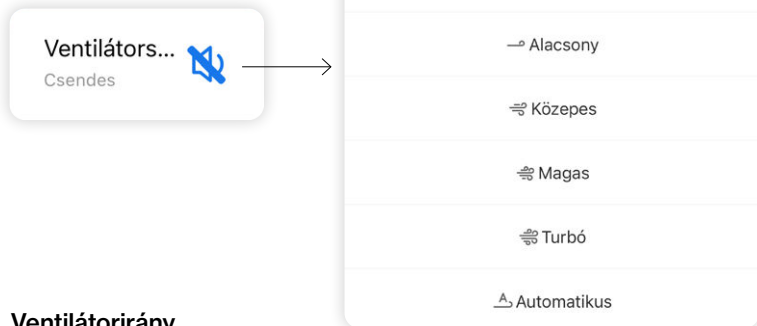 Ventilátors...
Csendes
Alacsony
Közepes
Magas
Turbó
A Automatikus
Ventilátorirány